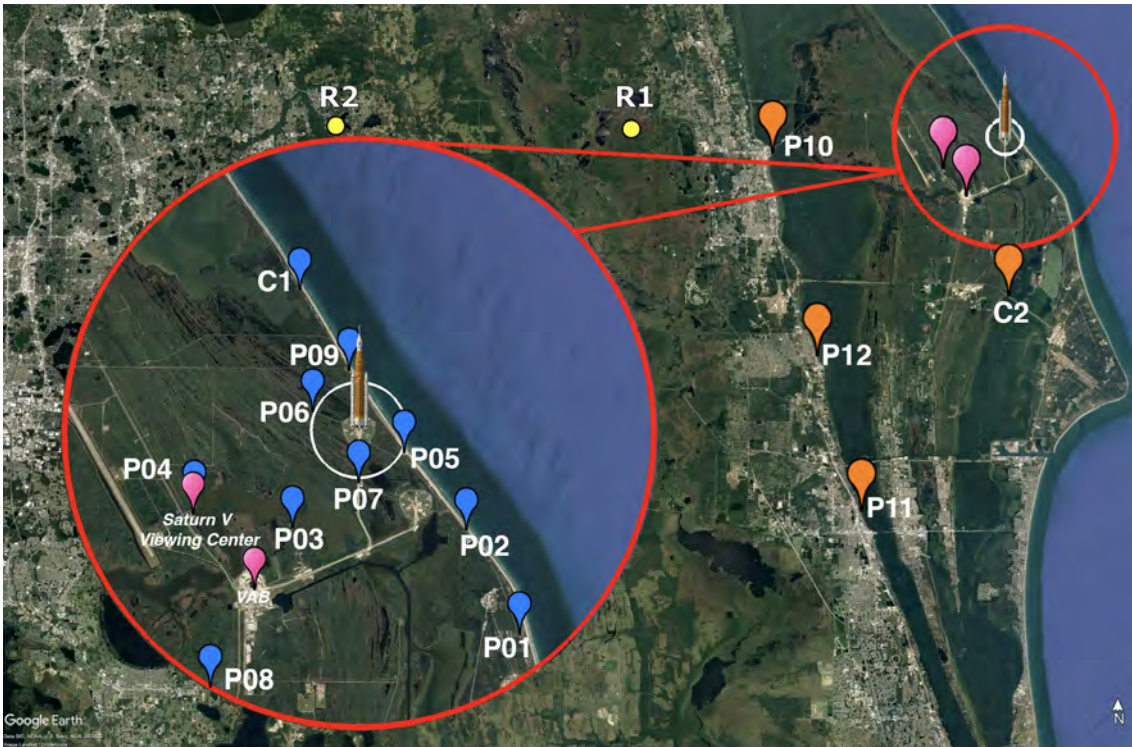 R2
R1
P10
C1
C2
P09
P12
P06
P05
P04
P07
P11
Saturn V
Viewing Center
P03
P02
VAB
P01
P08
Google Earth
N